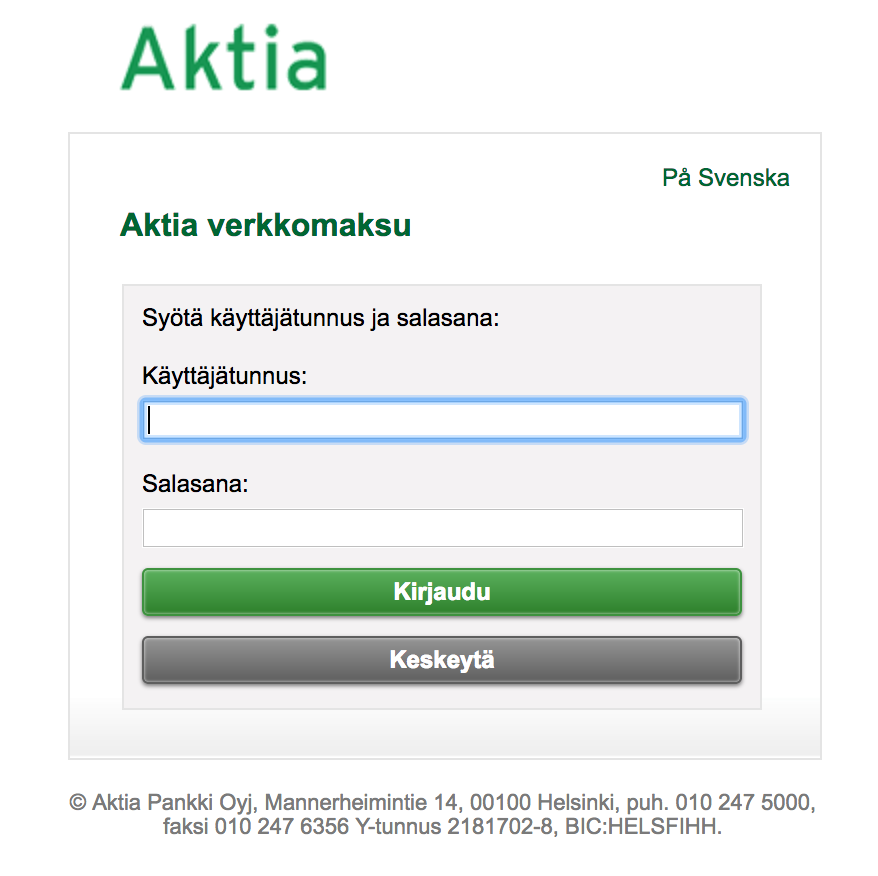 Aktia
På Svenska
Aktia verkkomaksu
Syötä käyttäjätunnus ja salasana:
Käyttäjätunnus:
Salasana:
Kirjaudu
Keskeytä
© Aktia Pankki Oyj, Mannerheimintie 14, 00100 Helsinki, puh. 010 247 5000,
faksi 010 247 6356 Y-tunnus 2181702-8, BIC:HELSFIHH.